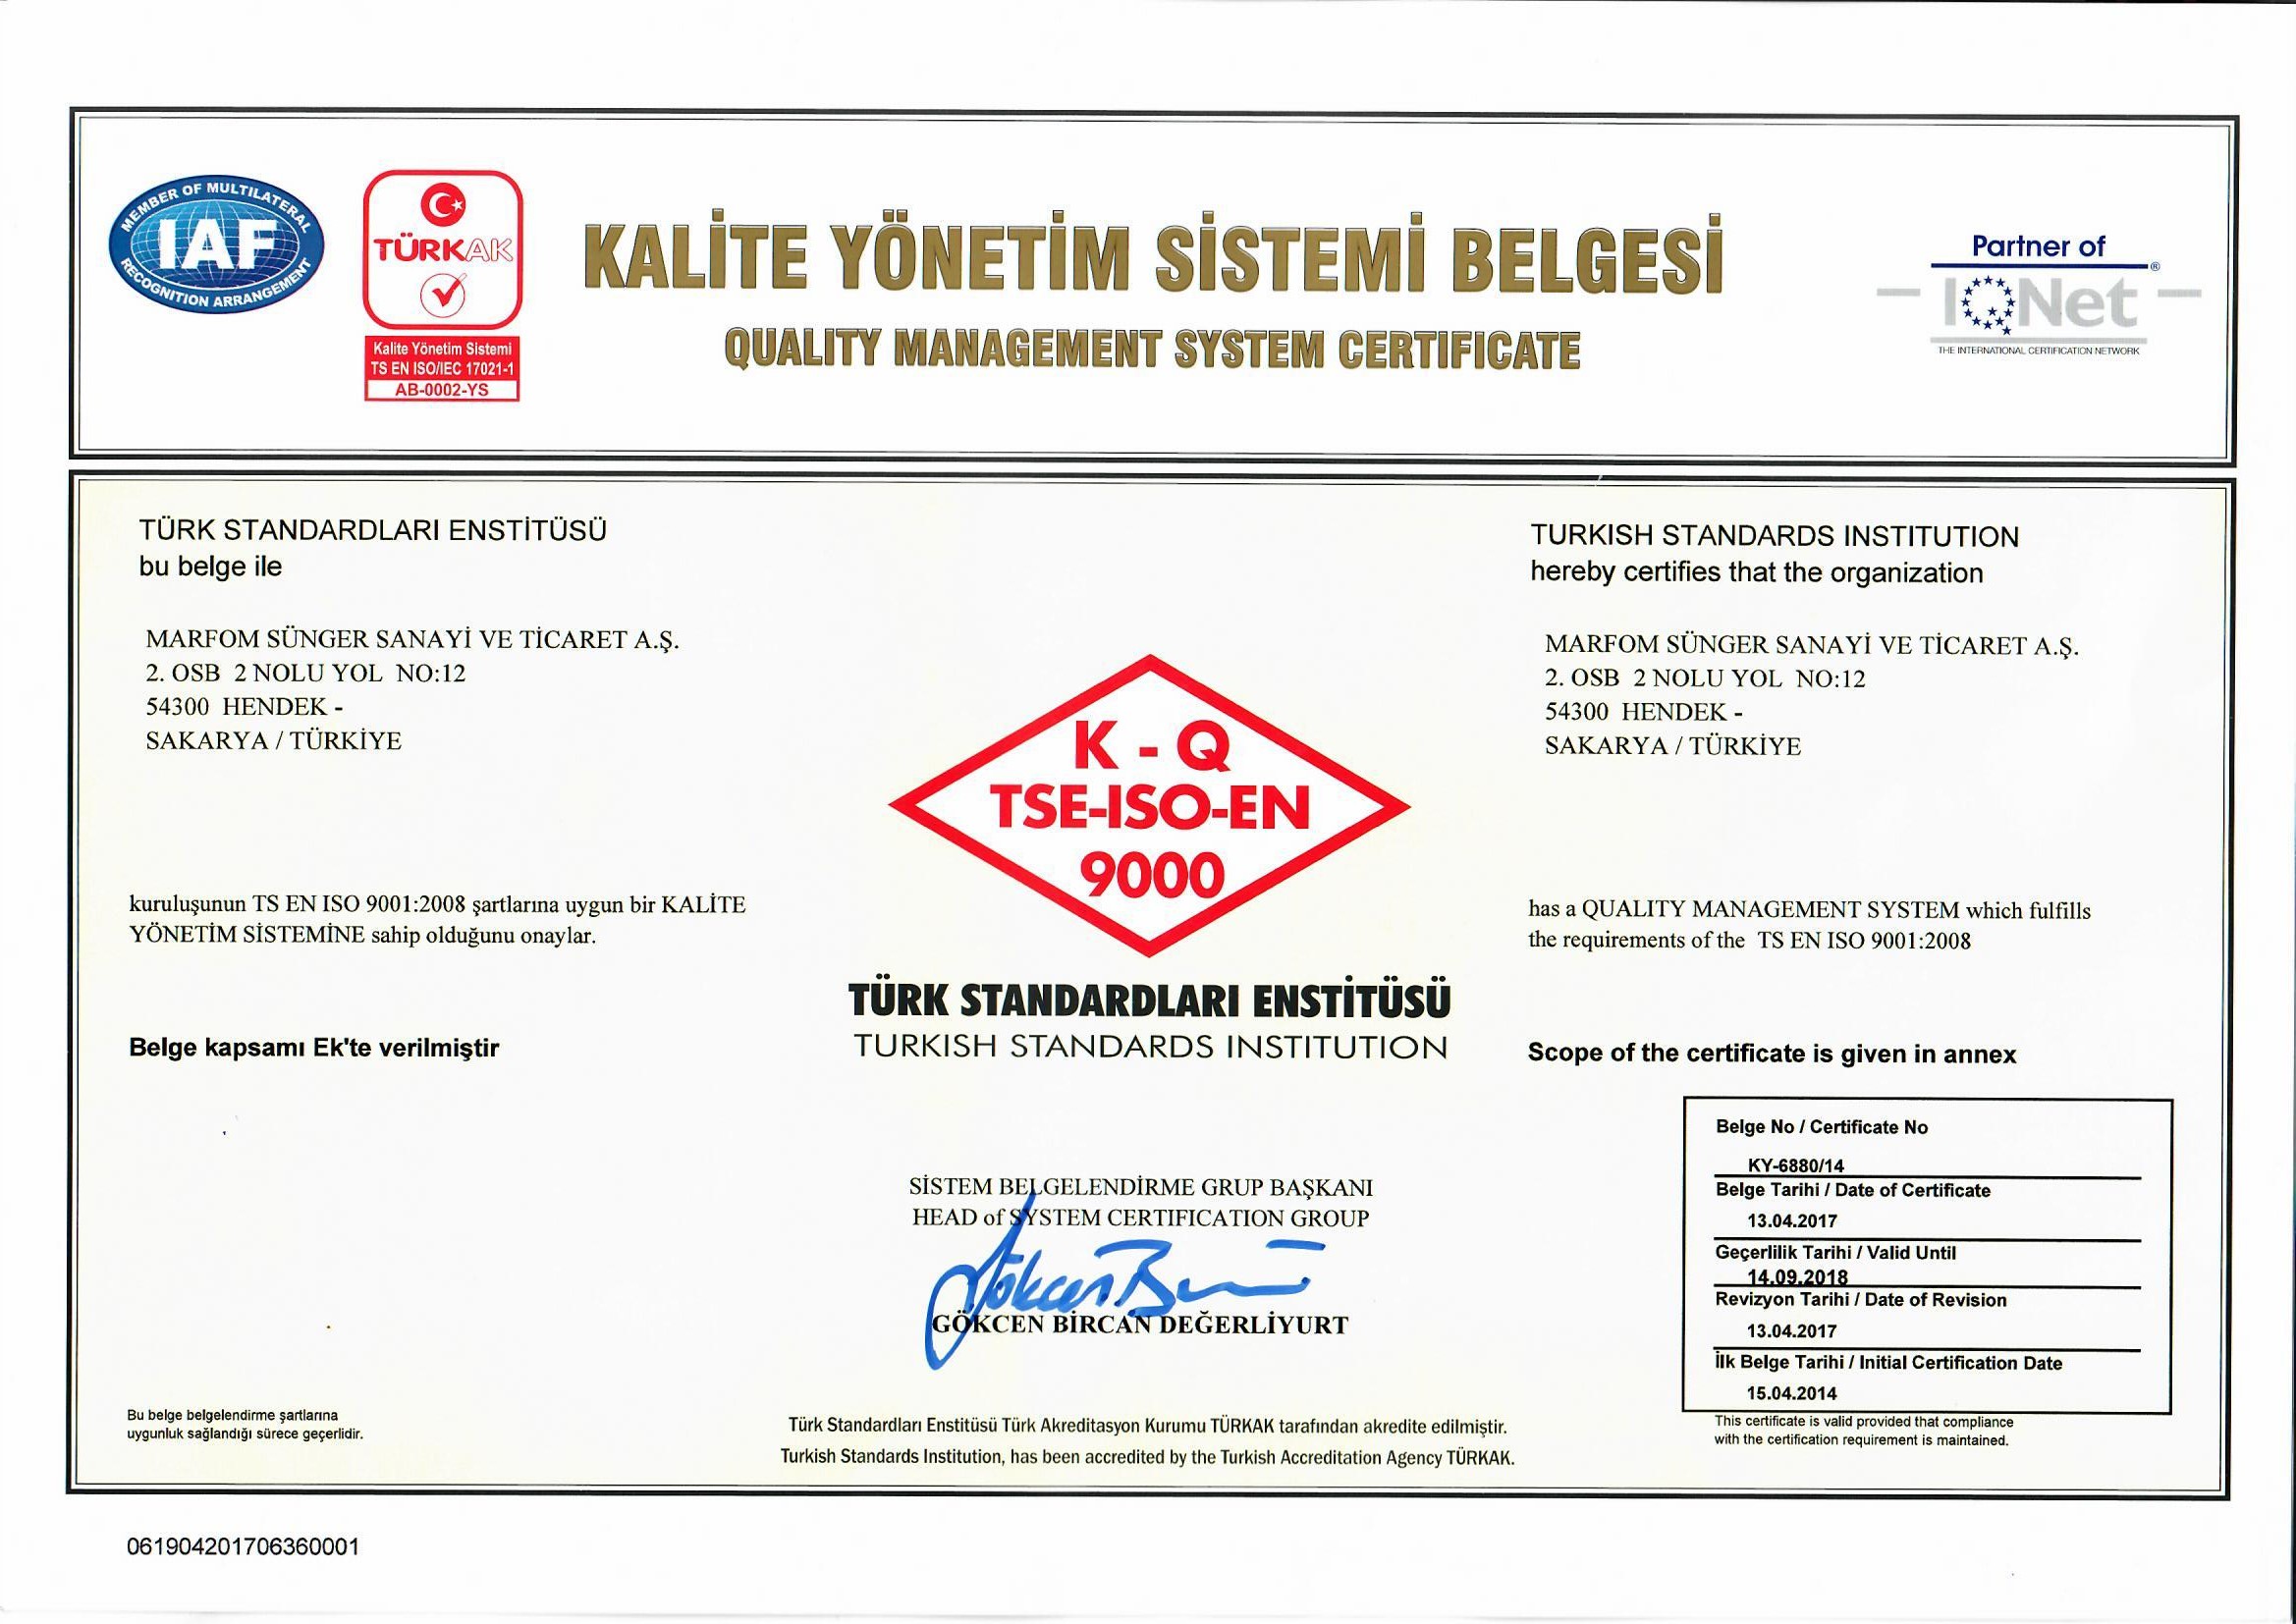 MEMBER OF MULTILATERAL
IAF
RECOGNITION ARRANGEMENT
TÜRKAK
Kalite Yönetim Sistemi
TS EN ISO/IEC 17021-1
AB-0002-YS
KALİTE YÖNETİM SİSTEMİ BELGESİ
QUALITY MANAGEMENT SYSTEM CERTIFICATE
Partner of
IQNet ®
THE INTERNATIONAL CERTIFICATION NETWORK
TÜRK STANDARDLARI ENSTİTÜSÜ
bu belge ile
MARFOM SÜNGER SANAYİ VE TİCARET A.Ş.
2. OSB 2 NOLU YOL NO:12
54300 HENDEK -
SAKARYA / TÜRKİYE
kuruluşunun TS EN ISO 9001:2008 şartlarına uygun bir KALİTE
YÖNETİM SİSTEMİNE sahip olduğunu onaylar.
Belge kapsamı Ek'te verilmiştir
Bu belge belgelendirme şartlarına
uygunluk sağlandığı sürece geçerlidir.
K - Q
TSE-ISO-EN
9000
TÜRK STANDARDLARI ENSTİTÜSÜ
TURKISH STANDARDS INSTITUTION
SİSTEM BELGELENDİRME GRUP BAŞKANI
HEAD of SYSTEM CERTIFICATION GROUP
GÖKCEN BİRCAN DEĞERLİYURT
Türk Standardları Enstitüsü Türk Akreditasyon Kurumu TÜRKAK tarafından akredite edilmiştir.
Turkish Standards Institution, has been accredited by the Turkish Accreditation Agency TÜRKAK.
TURKISH STANDARDS INSTITUTION
hereby certifies that the organization
MARFOM SÜNGER SANAYİ VE TİCARET A.Ş.
2. OSB 2 NOLU YOL NO:12
54300 HENDEK -
SAKARYA / TÜRKİYE
has a QUALITY MANAGEMENT SYSTEM which fulfills
the requirements of the TS EN ISO 9001:2008
Scope of the certificate is given in annex
Belge No / Certificate No
KY-6880/14
Belge Tarihi / Date of Certificate
13.04.2017
Geçerlilik Tarihi / Valid Until
14.09.2018
Revizyon Tarihi / Date of Revision
13.04.2017
İlk Belge Tarihi / Initial Certification Date
15.04.2014
This certificate is valid provided that compliance
with the certification requirement is maintained.
061904201706360001